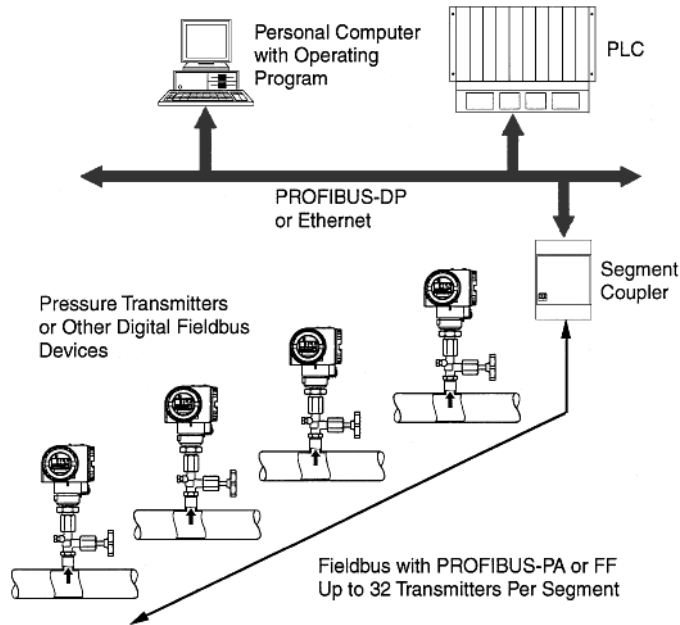 Personal Computer
with Operating
Program
PLC
PROFIBUS-DP
or Ethernet
Segment
Coupler
Pressure Transmitters
or Other Digital Fieldbus
Devices
Fieldbus with PROFIBUS-PA or FF
Up to 32 Transmitters Per Segment